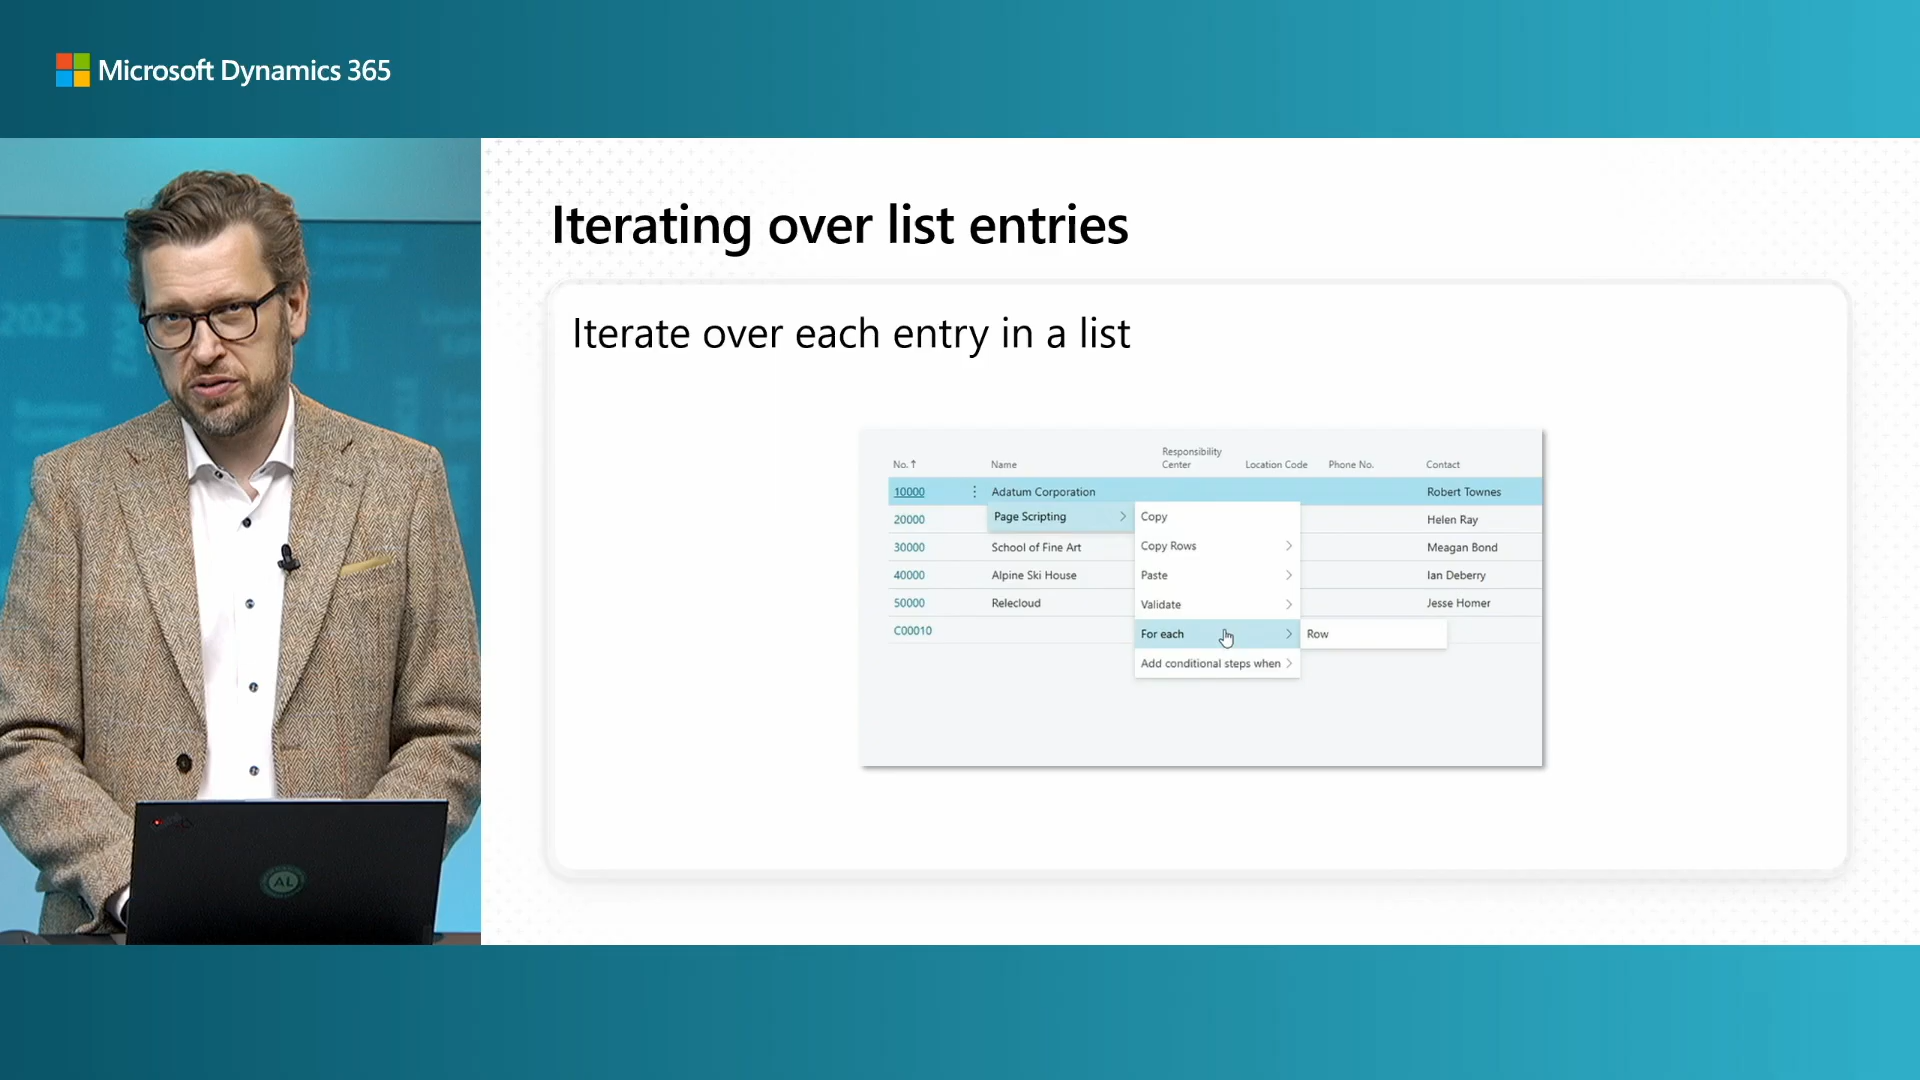 Microsoft Dynamics 365
2025
Iterating over list entries
Iterate over each entry in a list
No. ↑ Name Responsibility Center Location Code Phone No. Contact
10000 Adatum Corporation Robert Townes
20000 Helen Ray
30000 School of Fine Art Meagan Bond
40000 Alpine Ski House Ian Deberry
50000 Relecloud Jesse Homer
C00010
Page Scripting
Copy
Copy Rows
Paste
Validate
For each
Row
Add conditional steps when
AL